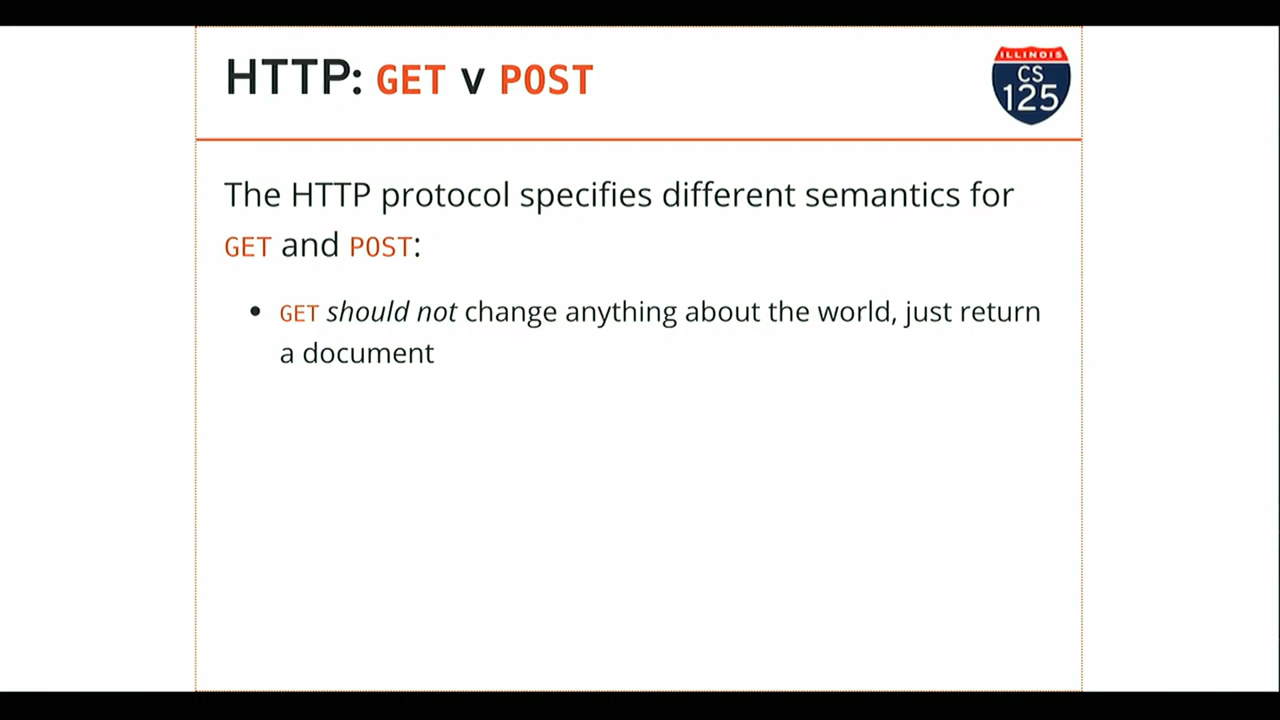 HTTP: GET v POST
ILLINOIS
CS
125
The HTTP protocol specifies different semantics for
GET and POST:
• GET should not change anything about the world, just return
a document